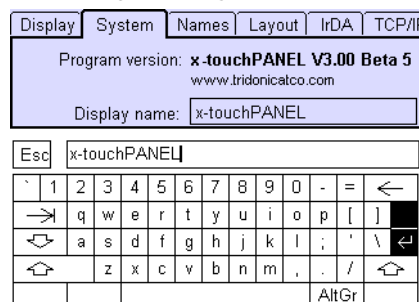 Display System Names Layout IrDA TCP/I
Program version: x-touchPANEL V3.00 Beta 5
www.tridonicatco.com
Display name: x-touchPANEL
Esc x-touchPANEL
` 1 2 3 4 5 6 7 8 9 0 - =
q w e r t y u i o p [ ]
a s d f g h j k l ; ' \
z x c v b n m , . /
AltGr